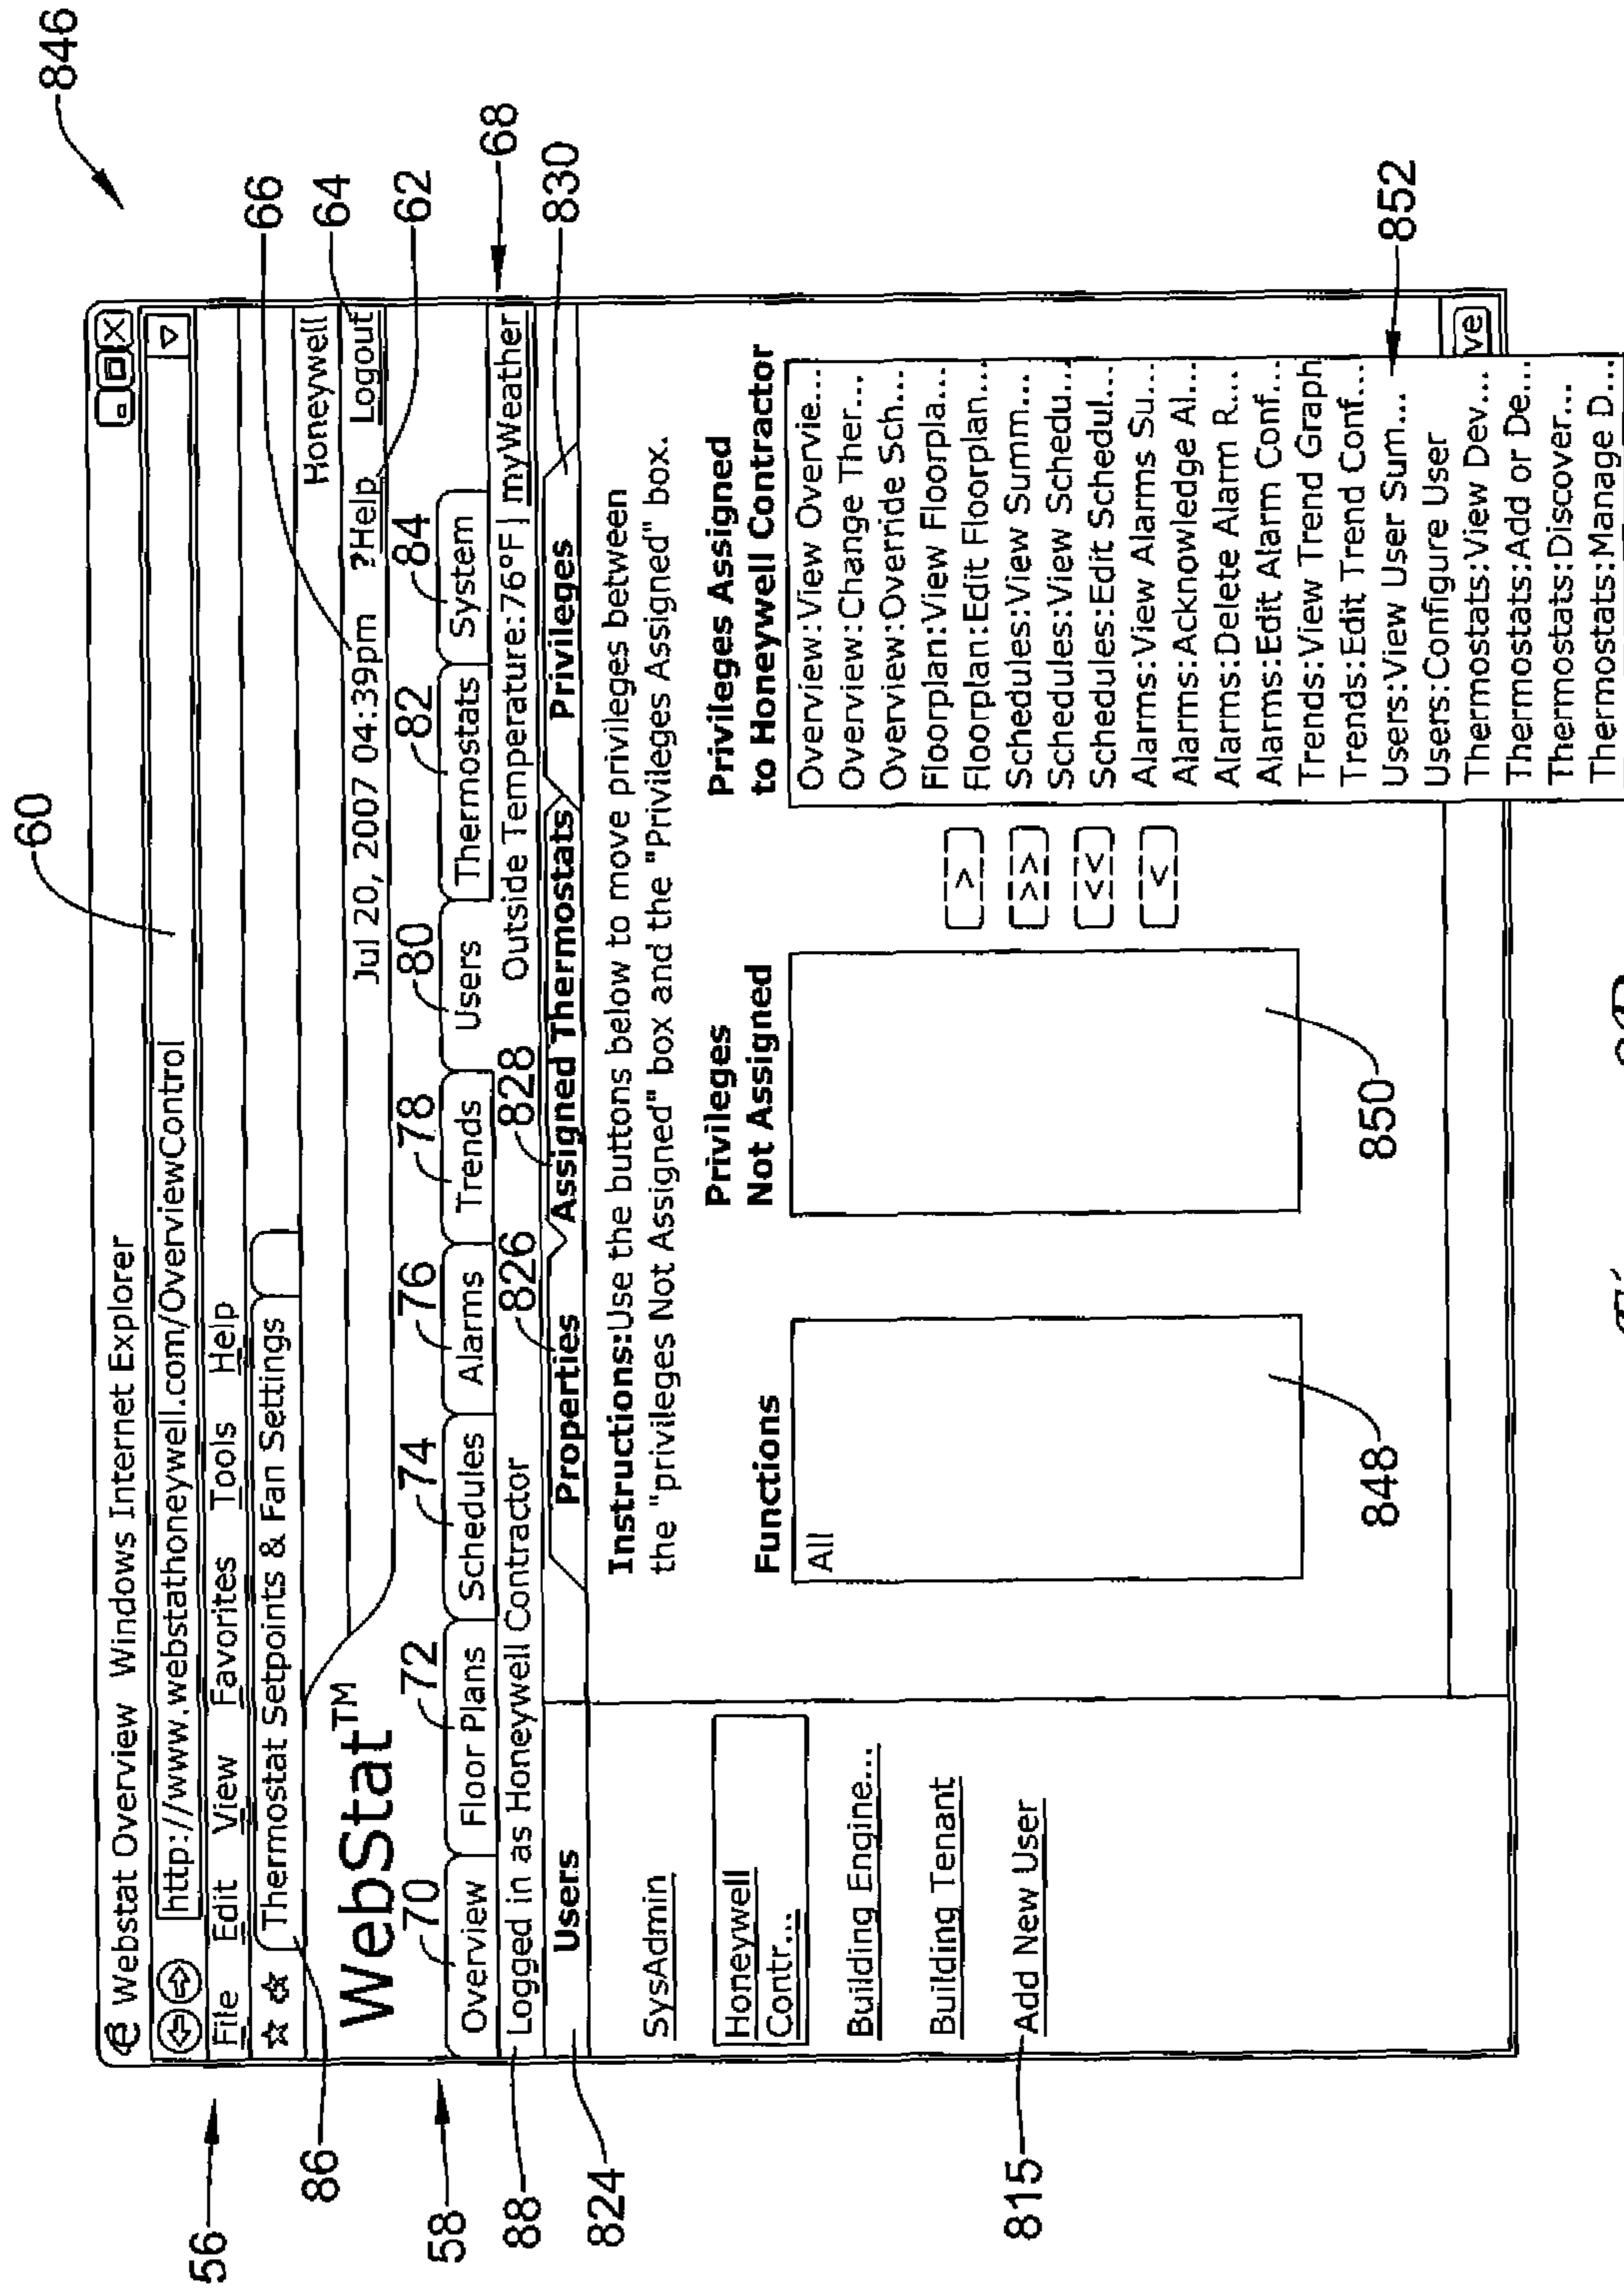 846
60
Webstat Overview Windows Internet Explorer
http://www.webstathoneywell.com/OverviewControl
56
File Edit View Favorites Tools Help
86
Thermostat Setpoints & Fan Settings
66
Honeywell
64
WebStat™
Jul 20, 2007 04:39pm ?Help Logout
62
58
70 72 74 76 78 80 82 84
Overview Floor Plans Schedules Alarms Trends Users Thermostats System
68
88
Logged in as Honeywell Contractor
Outside Temperature:76°F] myWeather
826 828 830
824
Users
Properties Assigned Thermostats Privileges
Instructions:Use the buttons below to move privileges between
the "privileges Not Assigned" box and the "Privileges Assigned" box.
SysAdmin
Honeywell
Contr...
Building Engine...
Building Tenant
815
Add New User
Functions
All
848
Privileges
Not Assigned
850
>
>>
<<
<
Privileges Assigned
to Honeywell Contractor
Overview:View Overvie...
Overview:Change Ther...
Overview:Override Sch...
Floorplan:View Floorpla...
Floorplan:Edit Floorplan...
Schedules:View Summ...
Schedules:View Schedu...
Schedules:Edit Schedul...
Alarms:View Alarms Su...
Alarms:Acknowledge Al...
Alarms:Delete Alarm R...
Alarms:Edit Alarm Conf...
Trends:View Trend Graph
Trends:Edit Trend Conf...
Users:View User Sum...
Users:Configure User
Thermostats:View Dev...
Thermostats:Add or De...
Thermostats:Discover...
Thermostats:Manage D...
852
ve